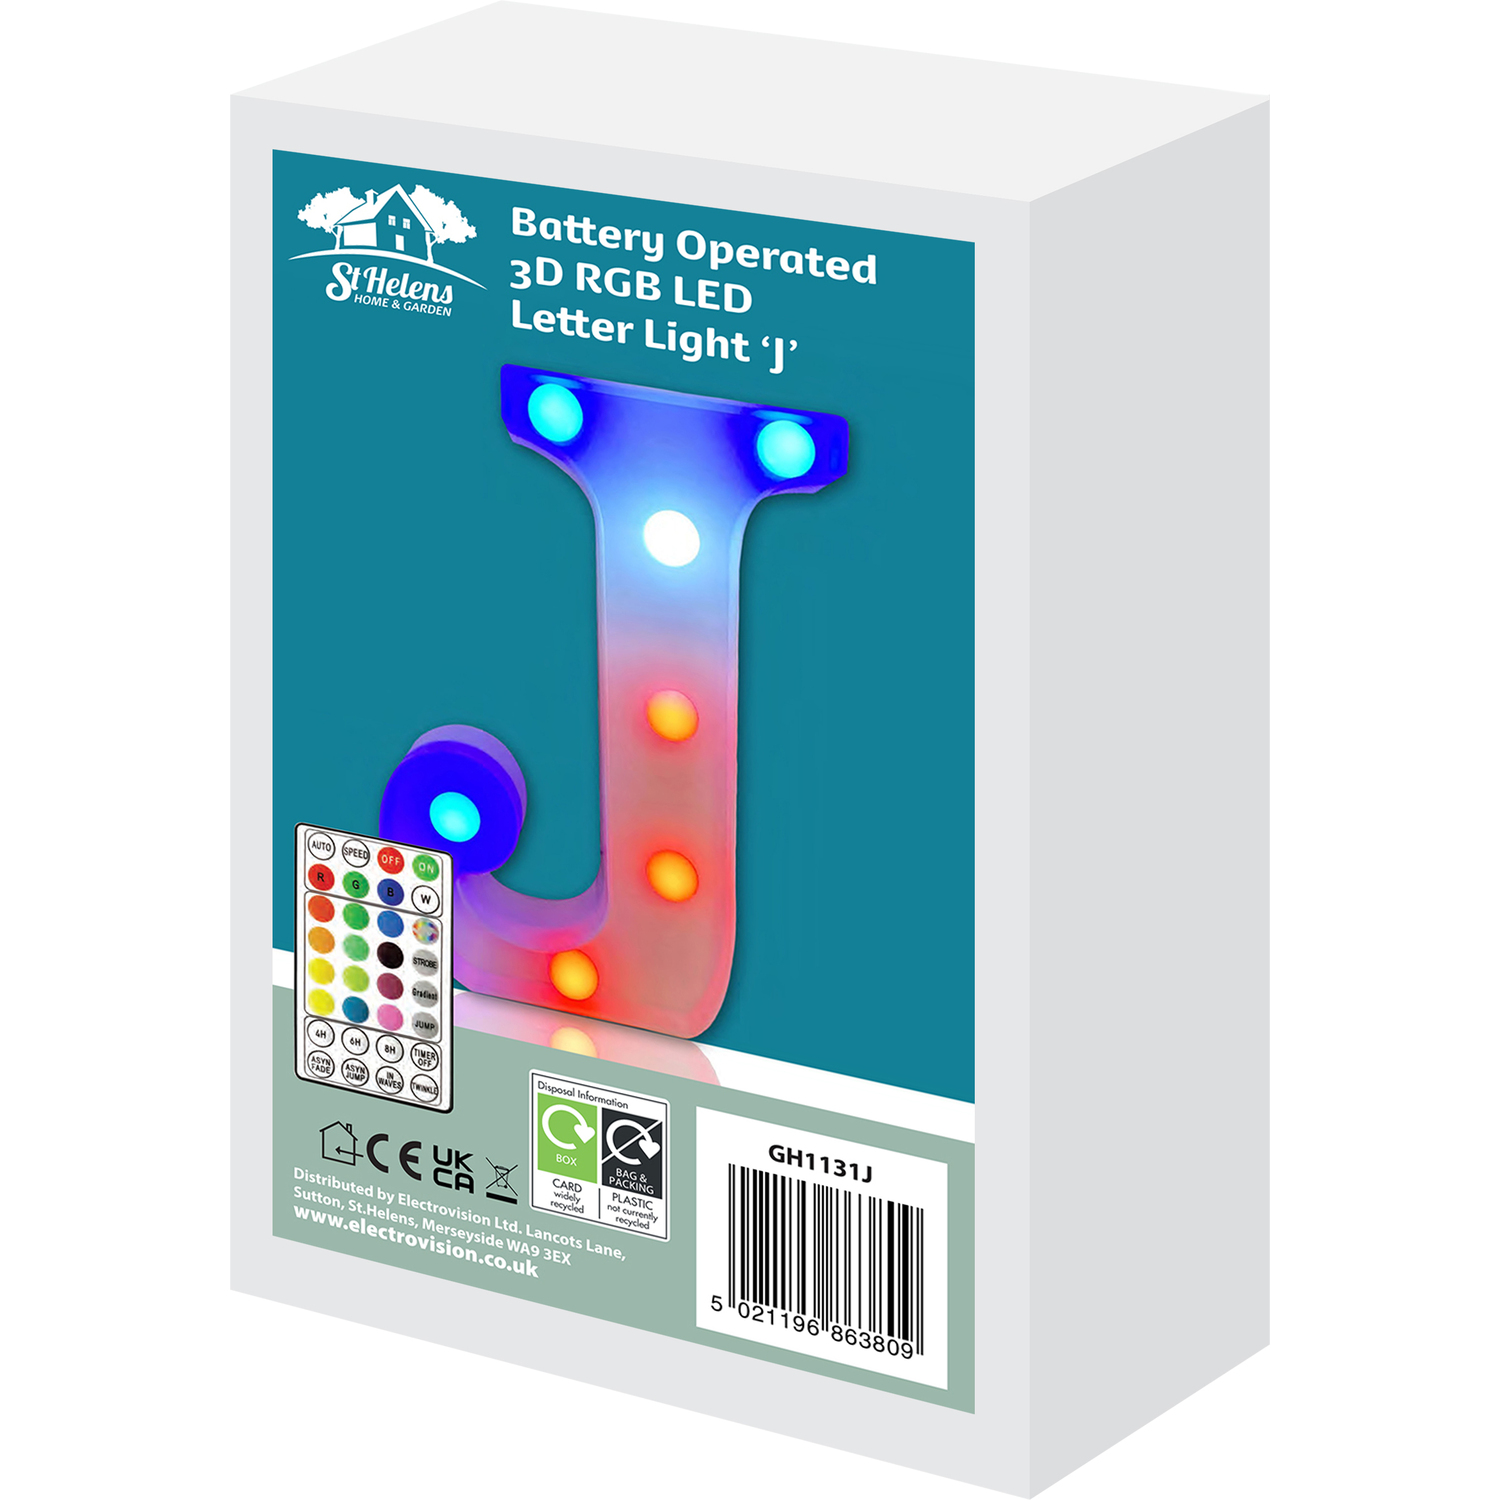 St Helens
HOME & GARDEN
Battery Operated
3D RGB LED
Letter Light ‘J’
AUTO SPEED OFF ON
R G B W
STROBE
Gradient
JUMP
4H 6H 8H TIMER OFF
ASYN FADE ASYN JUMP IN WAVES TWINKLE
CE UK CA
Distributed by Electrovision Ltd. Lancots Lane,
Sutton, St.Helens, Merseyside WA9 3EX
www.electrovision.co.uk
Disposal Information
BOX
CARD
widely
recycled
BAG &
PACKING
PLASTIC
not currently
recycled
GH1131J
5 021196 863809